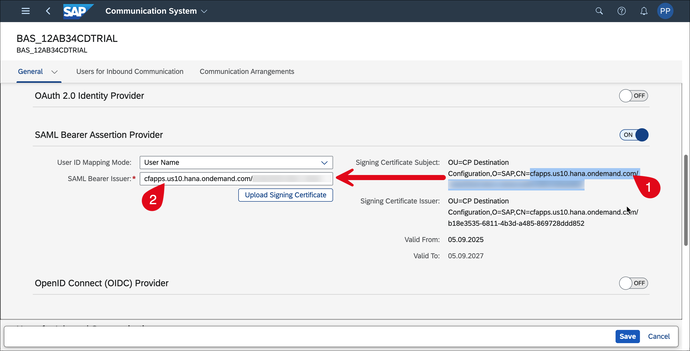 SAP
Communication System
PP
BAS_12AB34CDTRIAL
BAS_12AB34CDTRIAL
General
Users for Inbound Communication
Communication Arrangements
OAuth 2.0 Identity Provider
OFF
SAML Bearer Assertion Provider
ON
User ID Mapping Mode:
User Name
Signing Certificate Subject:
OU=CP Destination
SAML Bearer Issuer:*
cfapps.us10.hana.ondemand.com/
Configuration,O=SAP,CN=cfapps.us10.hana.ondemand.com/
1
2
Upload Signing Certificate
Signing Certificate Issuer:
OU=CP Destination
Configuration,O=SAP,CN=cfapps.us10.hana.ondemand.com/
b18e3535-6811-4b3d-a485-869728ddd852
Valid From:
05.09.2025
Valid To:
05.09.2027
OpenID Connect (OIDC) Provider
OFF
Save
Cancel